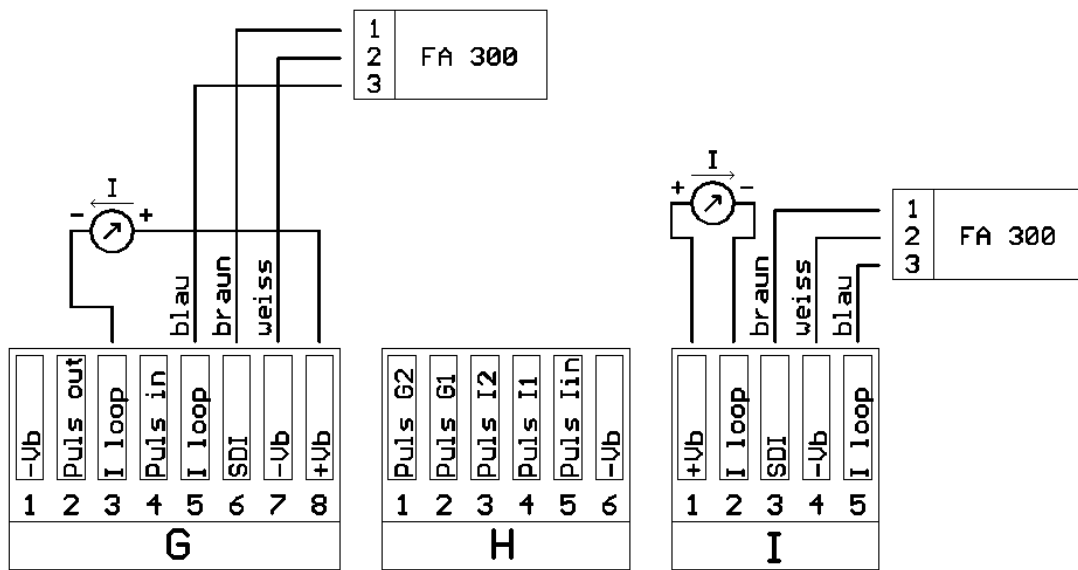 1
2 FA 300
3
I
- +
blau
braun
weiss
I
+ -
1
2 FA 300
3
braun
weiss
blau
-Vb
Puls out
I loop
Puls in
I loop
SDI
-Vb
+Vb
1 2 3 4 5 6 7 8
G
Puls G2
Puls G1
Puls I2
Puls I1
Puls Iin
-Vb
1 2 3 4 5 6
H
+Vb
I loop
SDI
-Vb
I loop
1 2 3 4 5
I